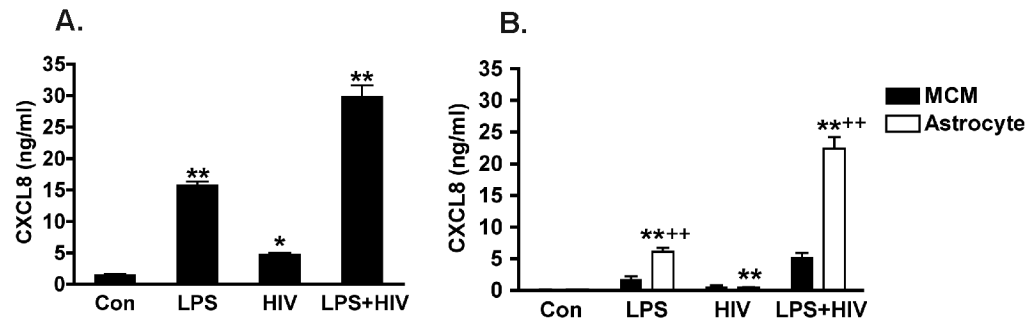 A.
CXCL8 (ng/ml)
35
30
25
20
15
10
5
0
**
**
*
**
Con LPS HIV LPS+HIV
B.
CXCL8 (ng/ml)
35
30
25
20
15
10
5
0
**++
**
**++
Con LPS HIV LPS+HIV
MCM
Astrocyte